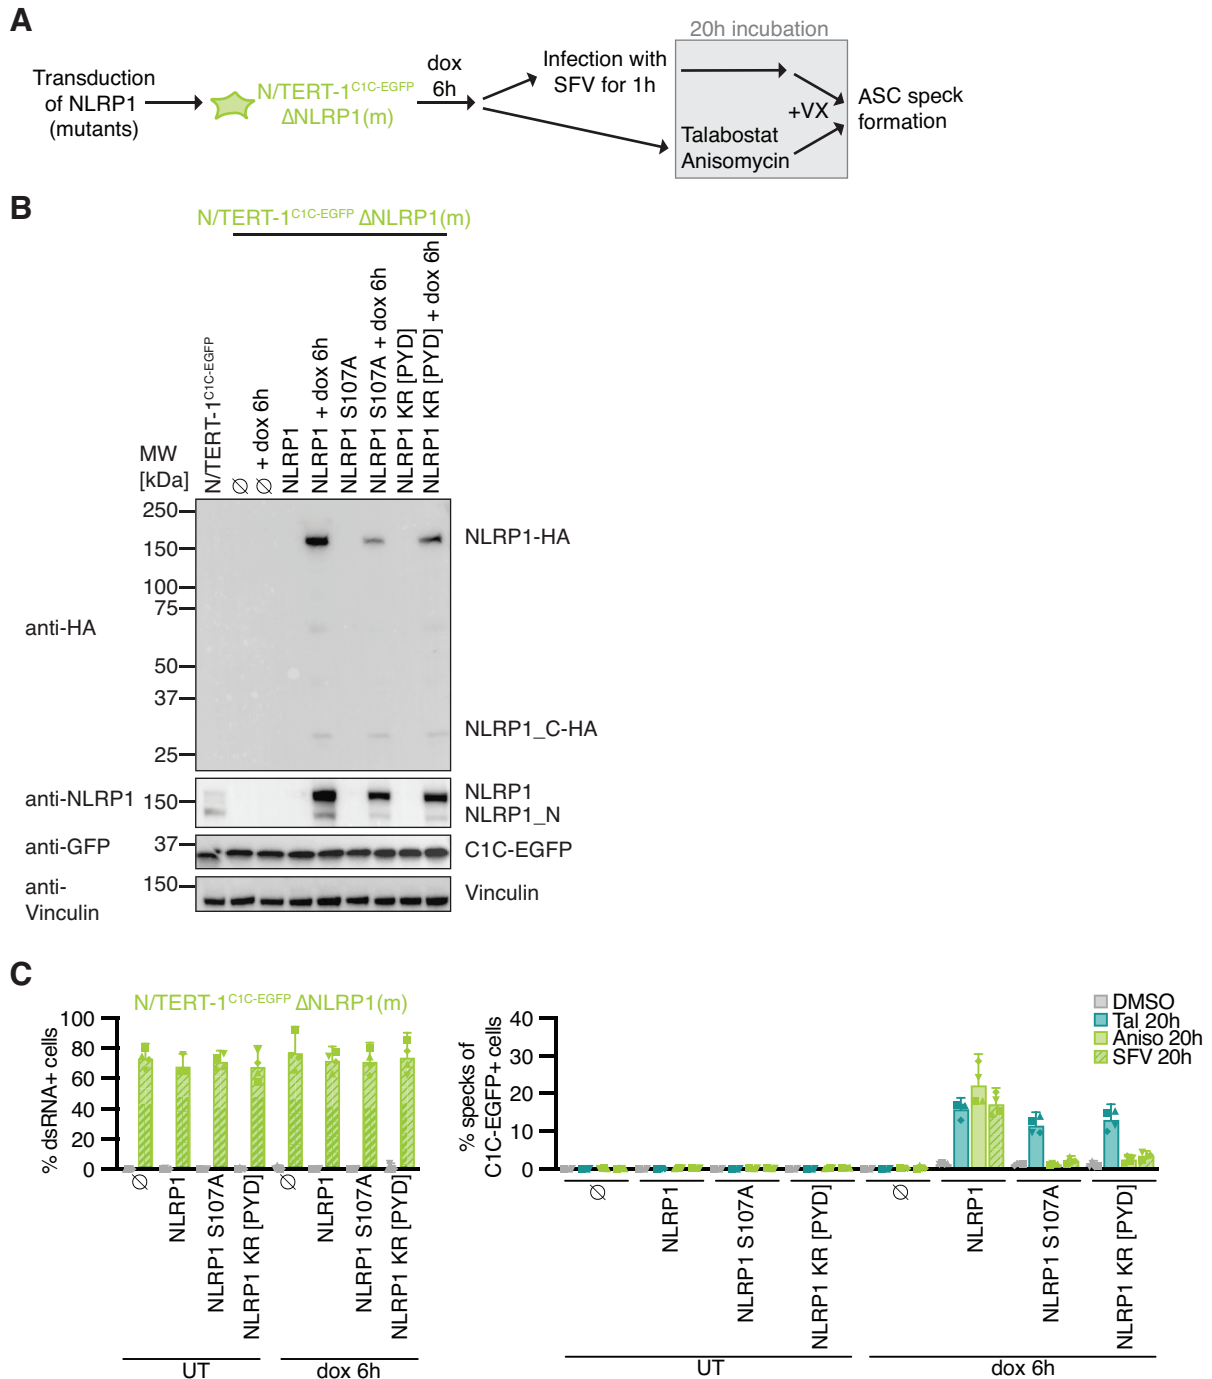 A
20h incubation
Transduction
of NLRP1
(mutants)
N/TERT-1C1C-EGFP
ΔNLRP1(m)
dox
6h
Infection with
SFV for 1h
+VX
Talabostat
Anisomycin
ASC speck
formation
B
N/TERT-1C1C-EGFP ΔNLRP1(m)
MW
[kDa]
N/TERT-1C1C-EGFP
∅
∅ + dox 6h
NLRP1
NLRP1 + dox 6h
NLRP1 S107A
NLRP1 S107A + dox 6h
NLRP1 KR [PYD]
NLRP1 KR [PYD] + dox 6h
anti-HA
250
150
100
75
50
37
25
NLRP1-HA
NLRP1_C-HA
anti-NLRP1
150
NLRP1
NLRP1_N
anti-GFP
37
C1C-EGFP
anti-
Vinculin
150
Vinculin
C
N/TERT-1C1C-EGFP ΔNLRP1(m)
% dsRNA+ cells
100
80
60
40
20
0
∅
NLRP1
NLRP1 S107A
NLRP1 KR [PYD]
∅
NLRP1
NLRP1 S107A
NLRP1 KR [PYD]
UT
dox 6h
% specks of
C1C-EGFP+ cells
40
30
20
10
0
DMSO
Tal 20h
Aniso 20h
SFV 20h
∅
NLRP1
NLRP1 S107A
NLRP1 KR [PYD]
∅
NLRP1
NLRP1 S107A
NLRP1 KR [PYD]
UT
dox 6h